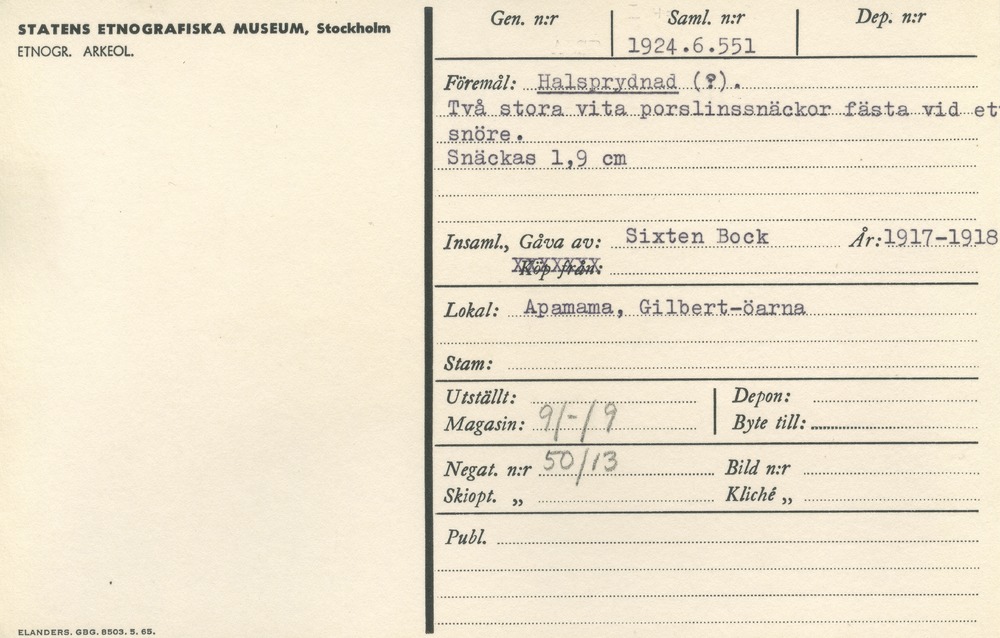 STATENS ETNOGRAFISKA MUSEUM, Stockholm
ETNOGR. ARKEOL.
Gen. n:r
Saml. n:r
Dep. n:r
1924.6.551
Föremål: Halsprydnad (?).
Två stora vita porslinssnäckor fästa vid et
snöre.
Snäckas 1,9 cm
Insaml., Gåva av: Sixten Bock År: 1917-1918
Köp från:
Lokal: Apamama, Gilbert-öarna
Stam:
Utställt:
Depon:
Magasin: 9/-/9
Byte till:
Negat. n:r 50/13
Bild n:r
Skiopt. „
Kliché „
Publ.
ELANDERS. GBG. 8503. 5. 65.